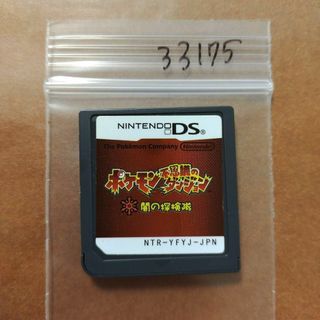 33175
NINTENDO DS
The Pokémon Company Nintendo
ポケモン不思議のダンジョン
闇の探検隊
NTR-YFYJ-JPN